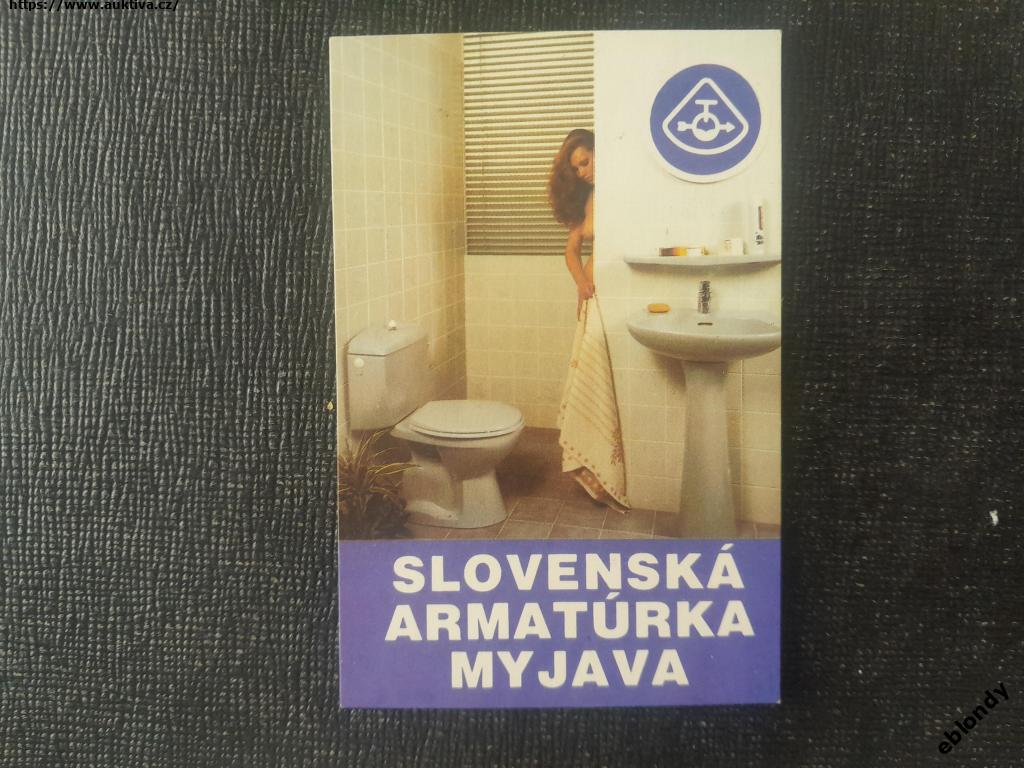 https://www.auktiva.cz/
SLOVENSKÁ
ARMATÚRKA
MYJAVA
eblondy